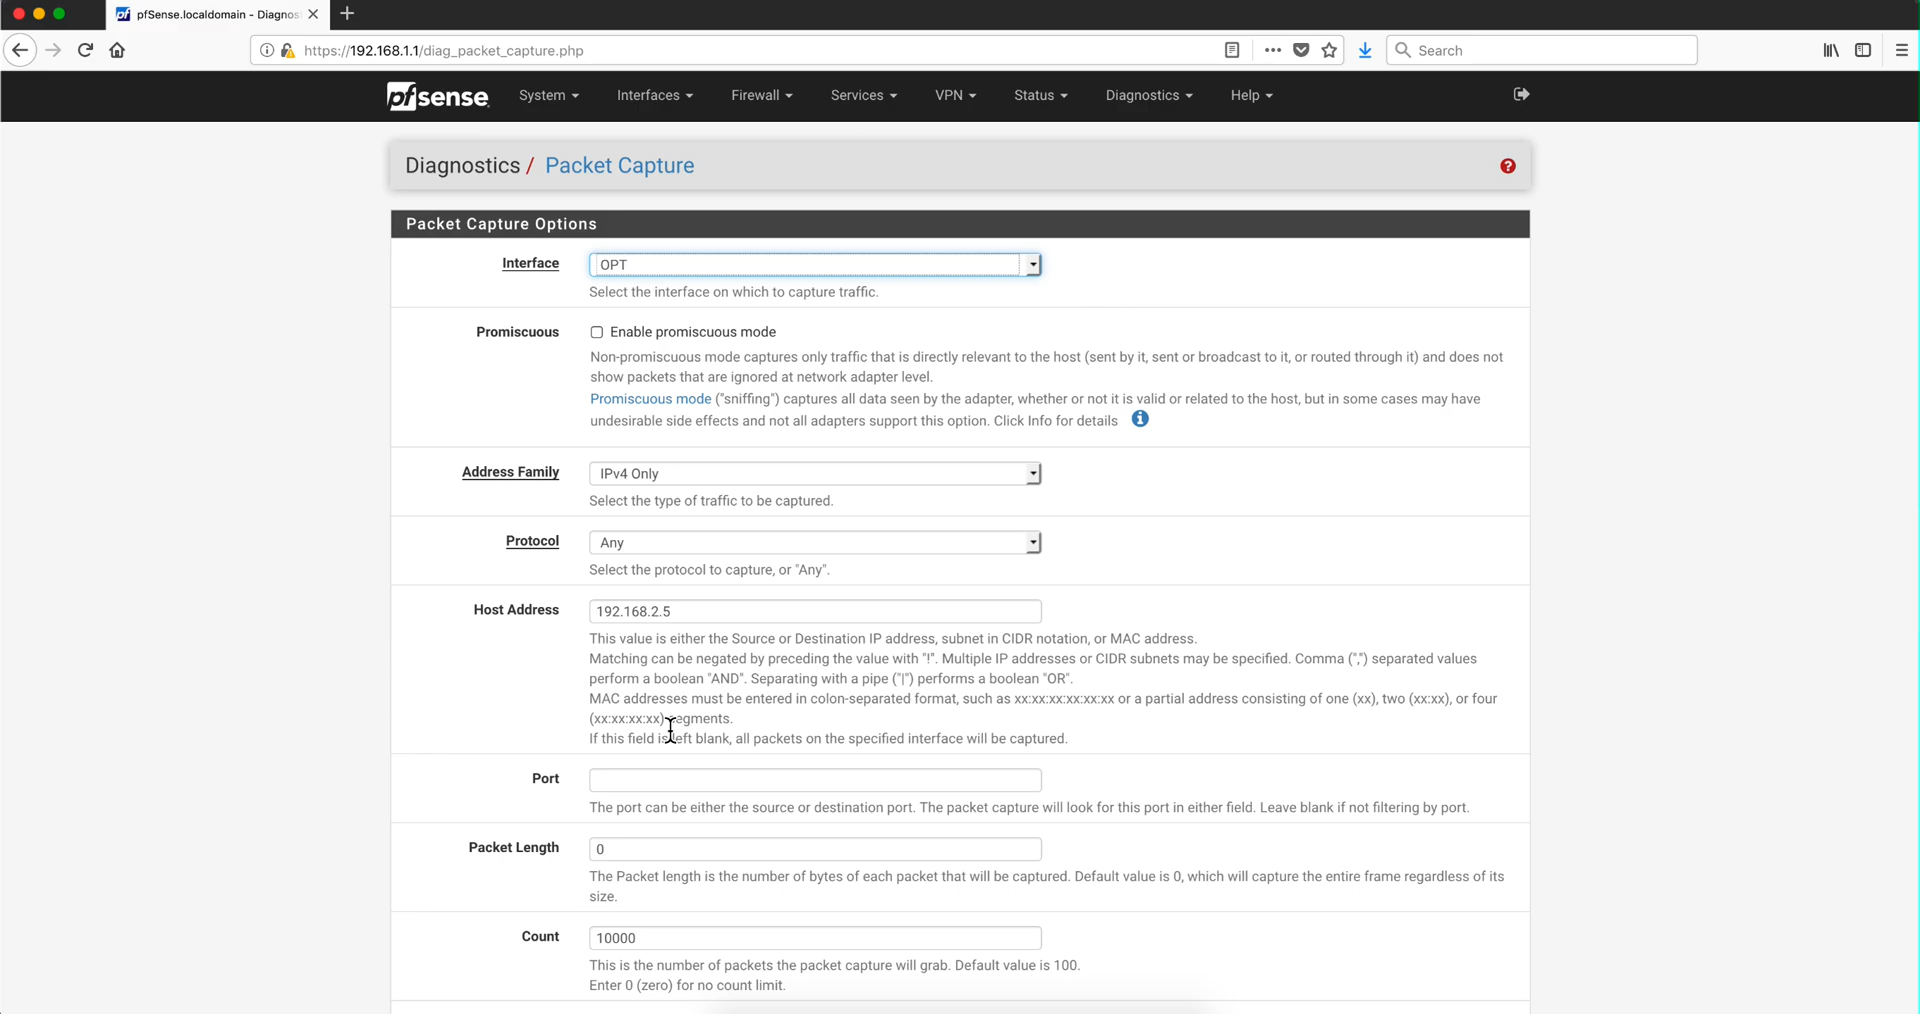 pfSense.localdomain - Diagnos
https://192.168.1.1/diag_packet_capture.php
Search
pfsense
System
Interfaces
Firewall
Services
VPN
Status
Diagnostics
Help
Diagnostics / Packet Capture
Packet Capture Options
Interface
OPT
Select the interface on which to capture traffic.
Promiscuous
Enable promiscuous mode
Non-promiscuous mode captures only traffic that is directly relevant to the host (sent by it, sent or broadcast to it, or routed through it) and does not
show packets that are ignored at network adapter level.
Promiscuous mode ("sniffing") captures all data seen by the adapter, whether or not it is valid or related to the host, but in some cases may have
undesirable side effects and not all adapters support this option. Click Info for details
Address Family
IPv4 Only
Select the type of traffic to be captured.
Protocol
Any
Select the protocol to capture, or "Any".
Host Address
192.168.2.5
This value is either the Source or Destination IP address, subnet in CIDR notation, or MAC address.
Matching can be negated by preceding the value with "!". Multiple IP addresses or CIDR subnets may be specified. Comma (",") separated values
perform a boolean "AND". Separating with a pipe ("|") performs a boolean "OR".
MAC addresses must be entered in colon-separated format, such as xx:xx:xx:xx:xx:xx or a partial address consisting of one (xx), two (xx:xx), or four
(xx:xx:xx:xx) segments.
If this field is left blank, all packets on the specified interface will be captured.
Port
The port can be either the source or destination port. The packet capture will look for this port in either field. Leave blank if not filtering by port.
Packet Length
0
The Packet length is the number of bytes of each packet that will be captured. Default value is 0, which will capture the entire frame regardless of its
size.
Count
10000
This is the number of packets the packet capture will grab. Default value is 100.
Enter 0 (zero) for no count limit.